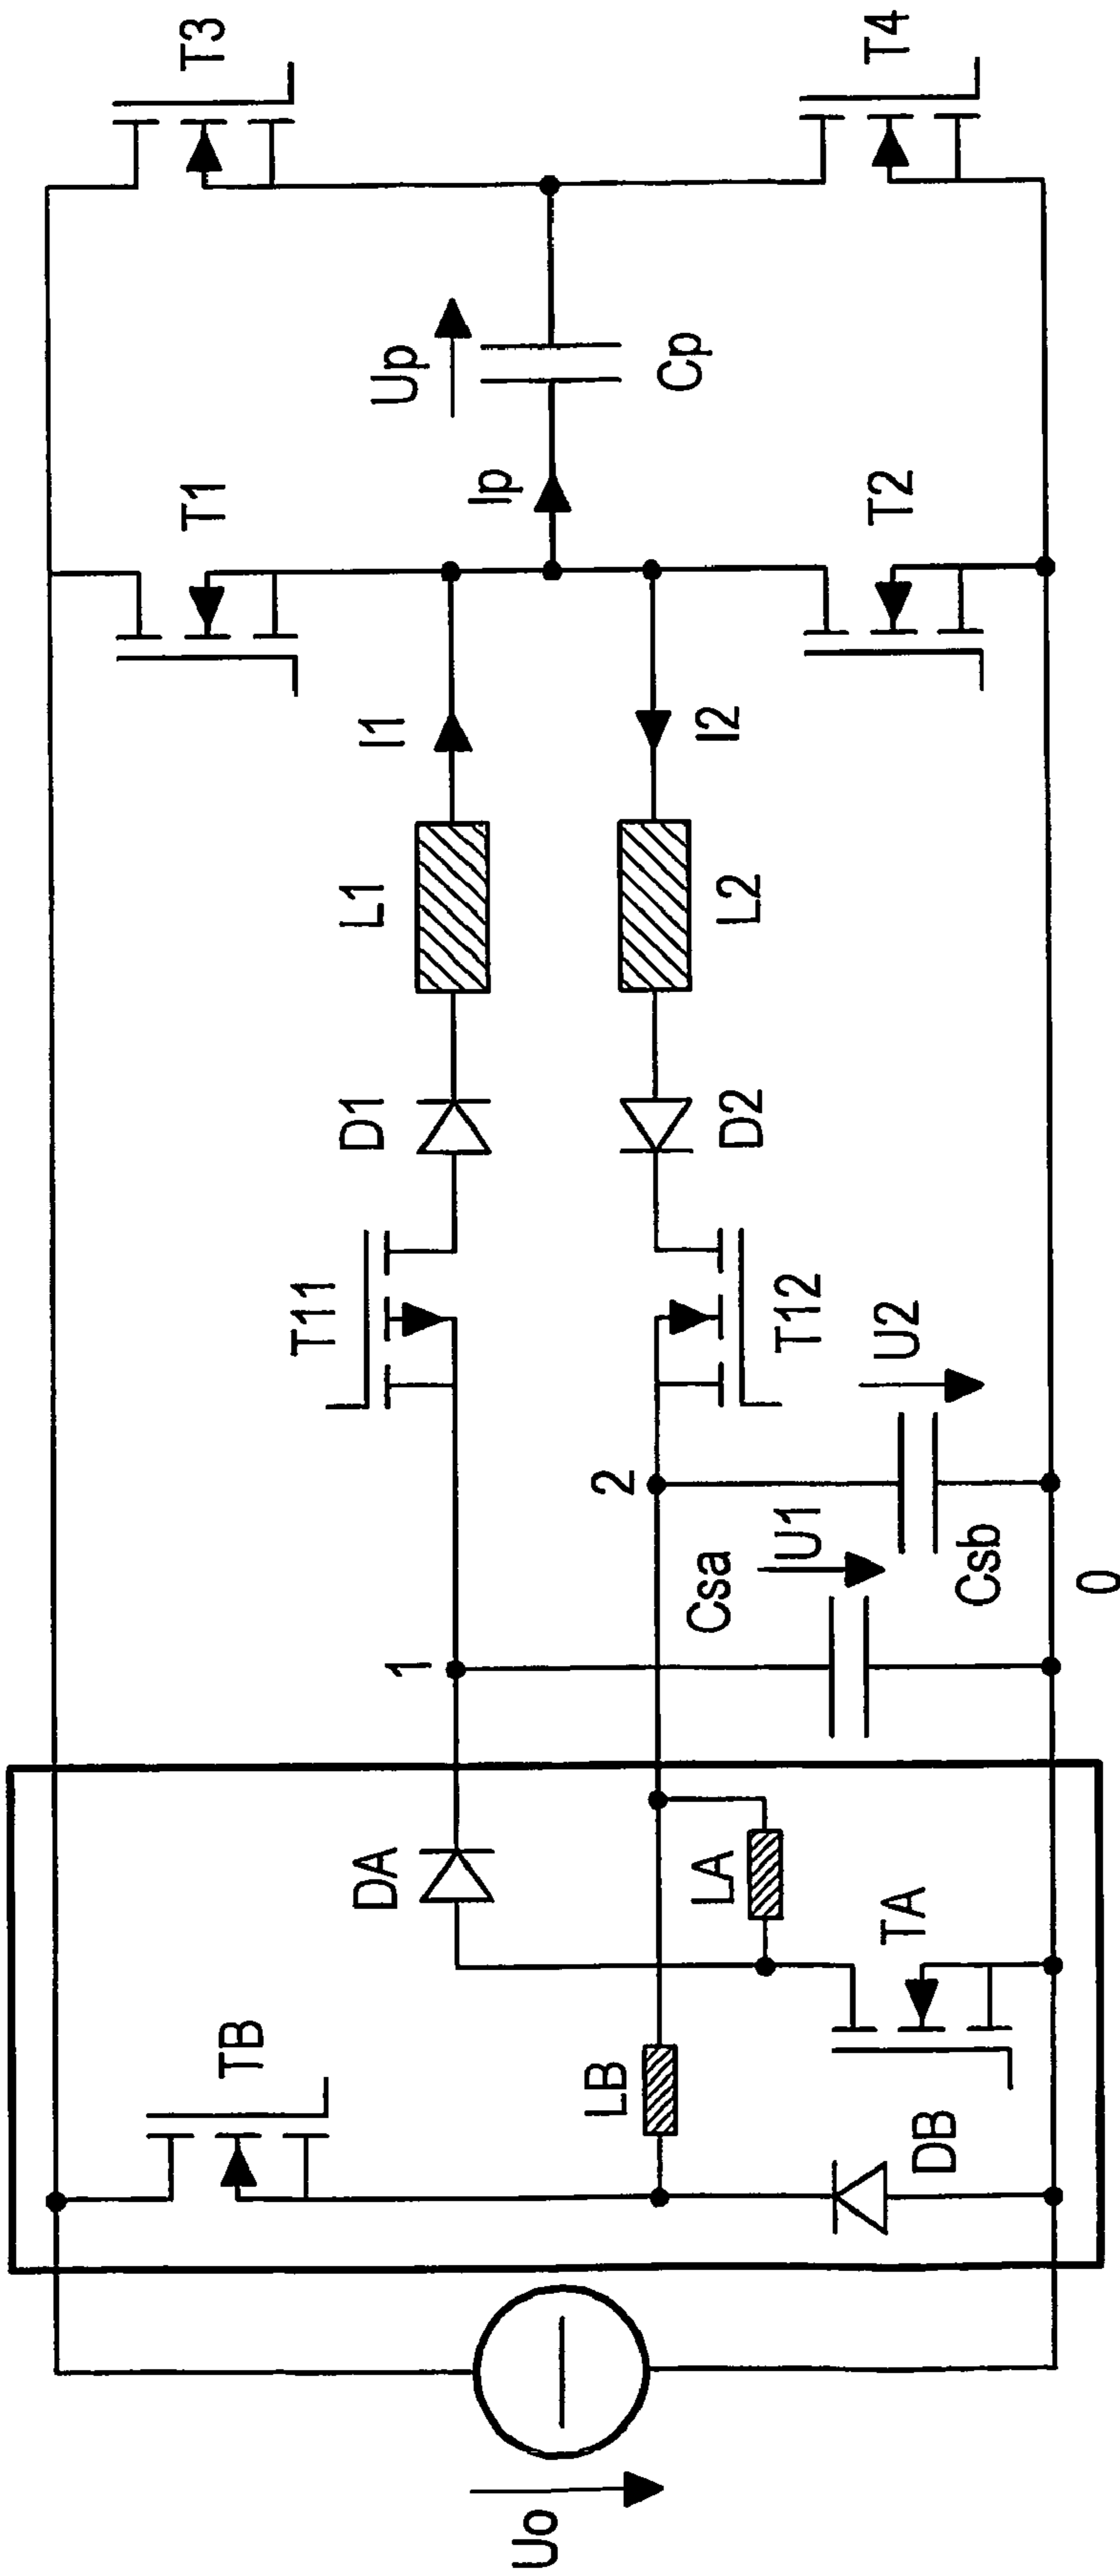 T3
T4
Up
Cp
Ip
T1
T2
I1
I2
L1
L2
D1
D2
T11
T12
U2
2
U1
Csa
Csb
1
0
DA
LA
TA
TB
LB
DB
Uo